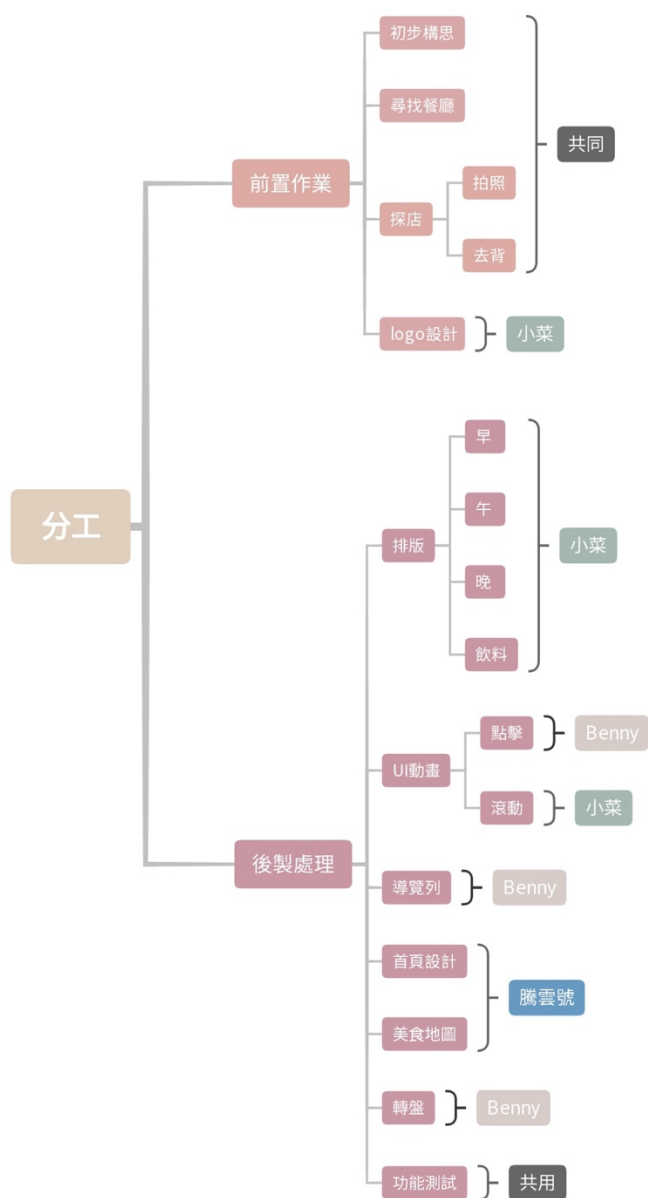 初步構思
尋找餐廳
共同
前置作業
拍照
探店
去背
logo設計
小菜
分工
早
午
排版
小菜
晚
飲料
點擊
Benny
UI動畫
滾動
小菜
後製處理
導覽列
Benny
首頁設計
騰雲號
美食地圖
轉盤
Benny
功能測試
共用